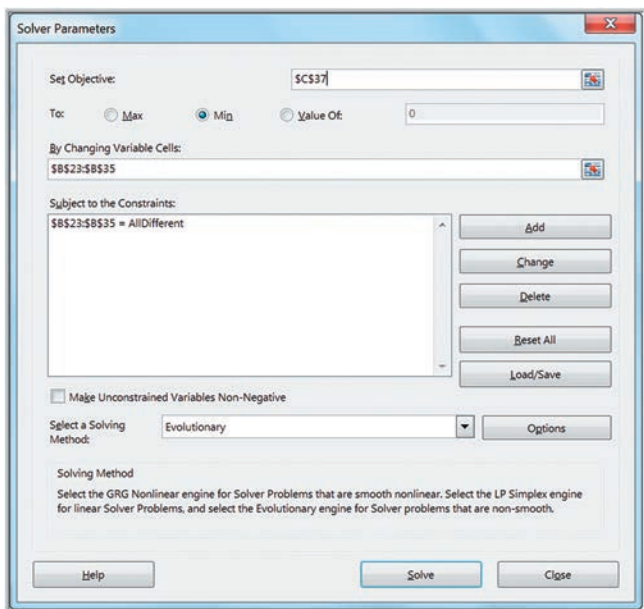 Solver Parameters
Set Objective: $C$37
To: Max Min Value Of: 0
By Changing Variable Cells:
$B$23:$B$35
Subject to the Constraints:
$B$23:$B$35 = AllDifferent
Add
Change
Delete
Reset All
Load/Save
Make Unconstrained Variables Non-Negative
Select a Solving
Method:
Evolutionary
Options
Solving Method
Select the GRG Nonlinear engine for Solver Problems that are smooth nonlinear. Select the LP Simplex engine
for linear Solver Problems, and select the Evolutionary engine for Solver problems that are non-smooth.
Help Solve Close